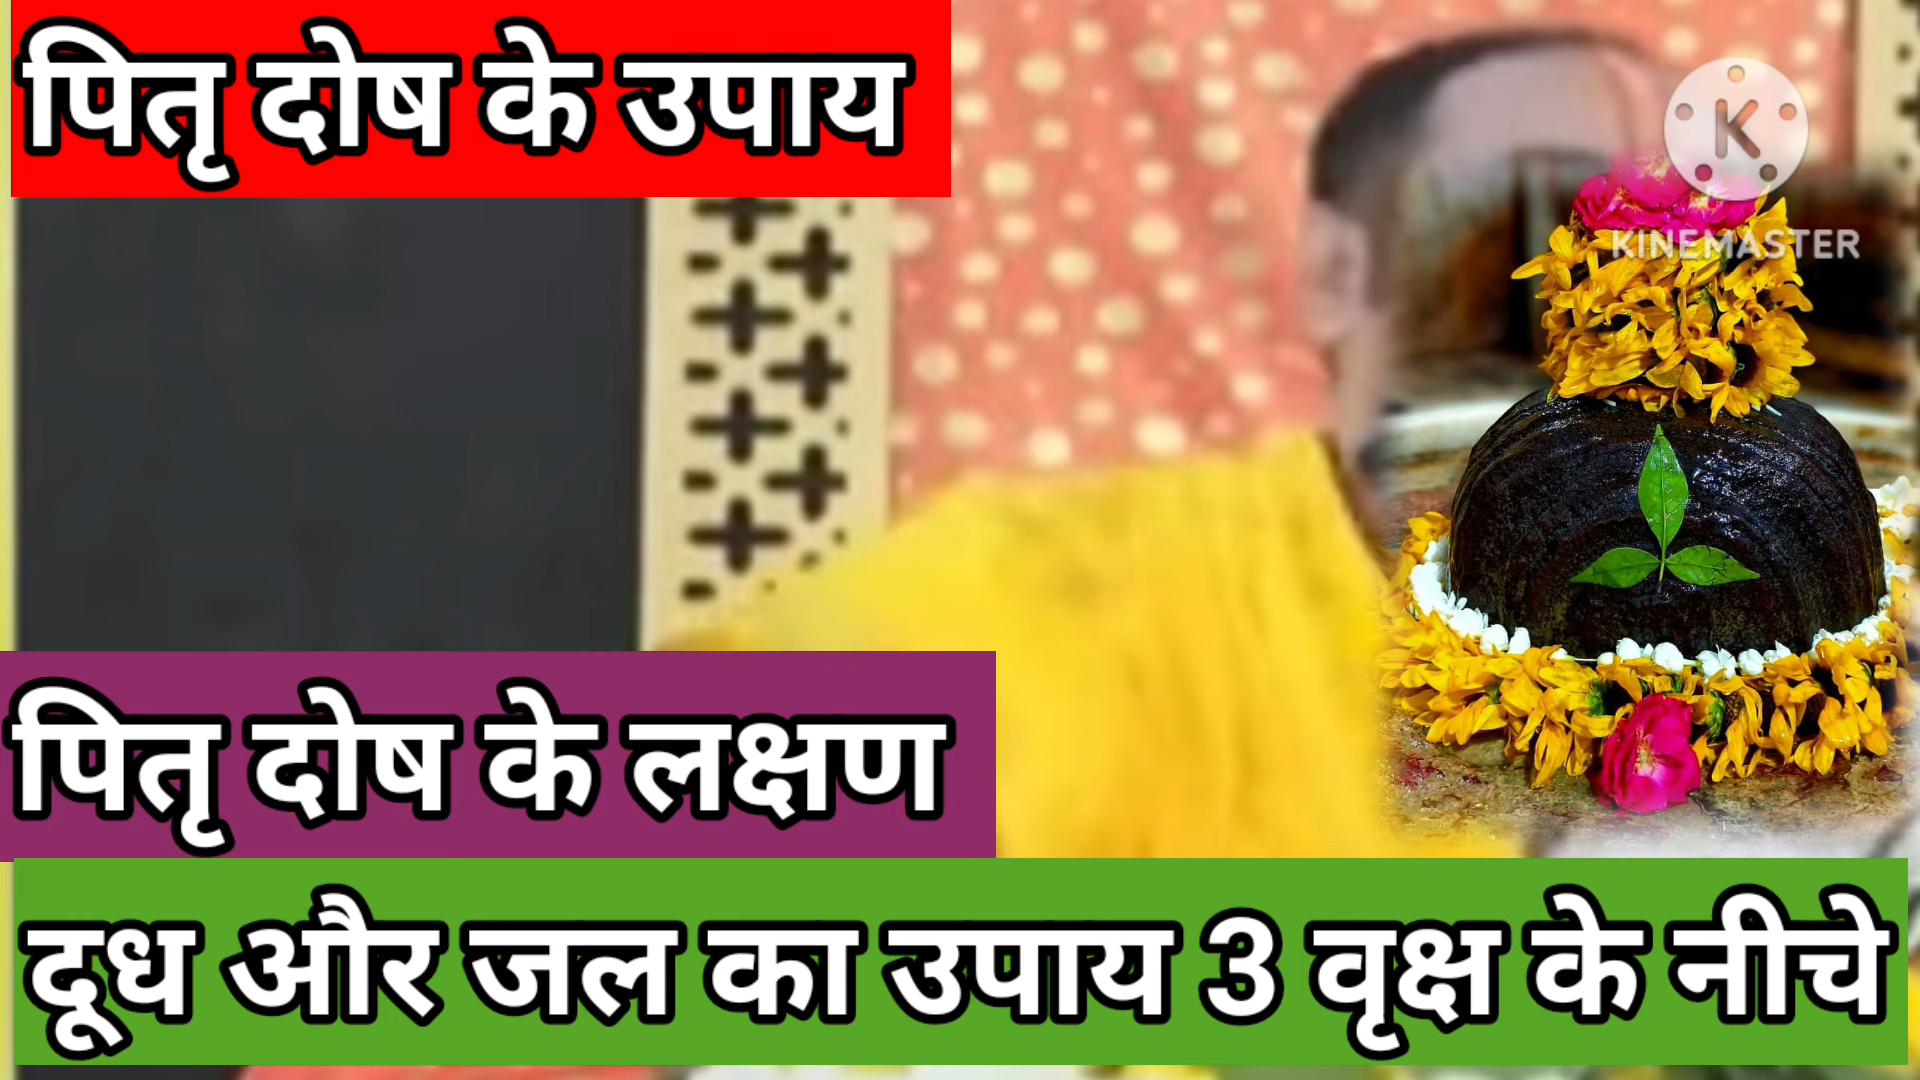 पितृ दोष के उपाय
K
KINEMASTER
पितृ दोष के लक्षण
दूध और जल का उपाय 3 वृक्ष के नीचे